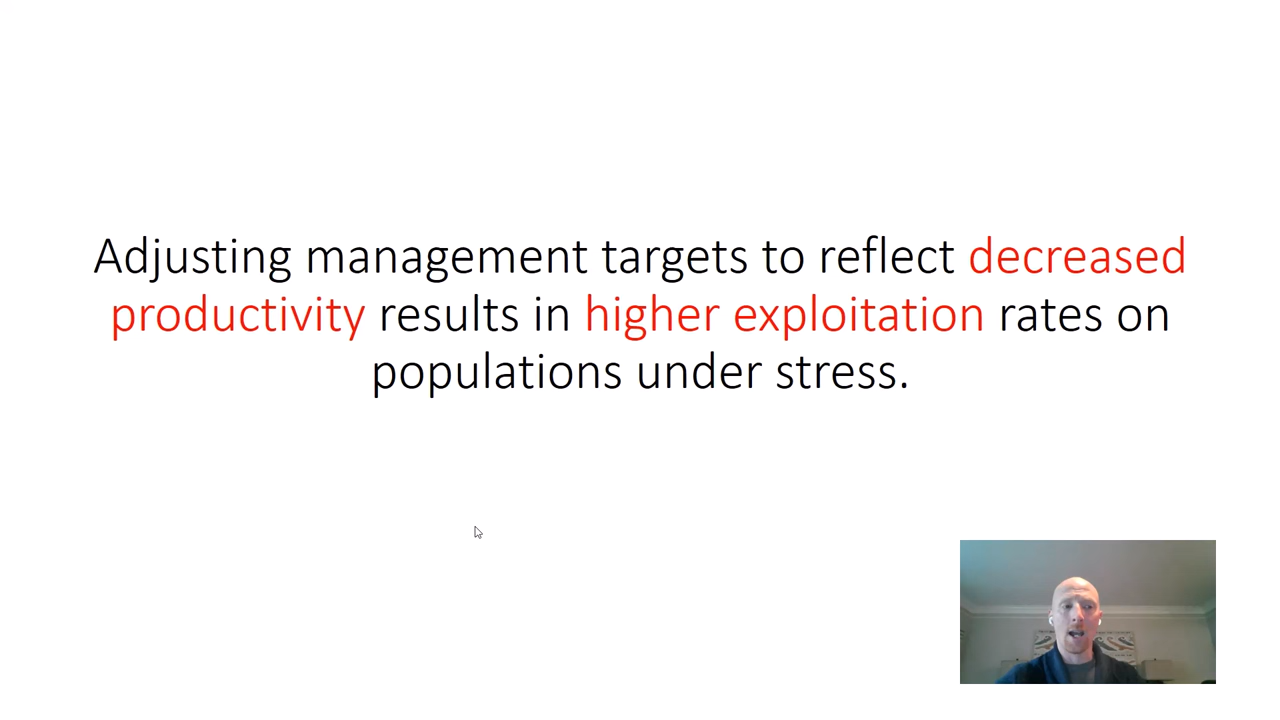 Adjusting management targets to reflect decreased
productivity results in higher exploitation rates on
populations under stress.